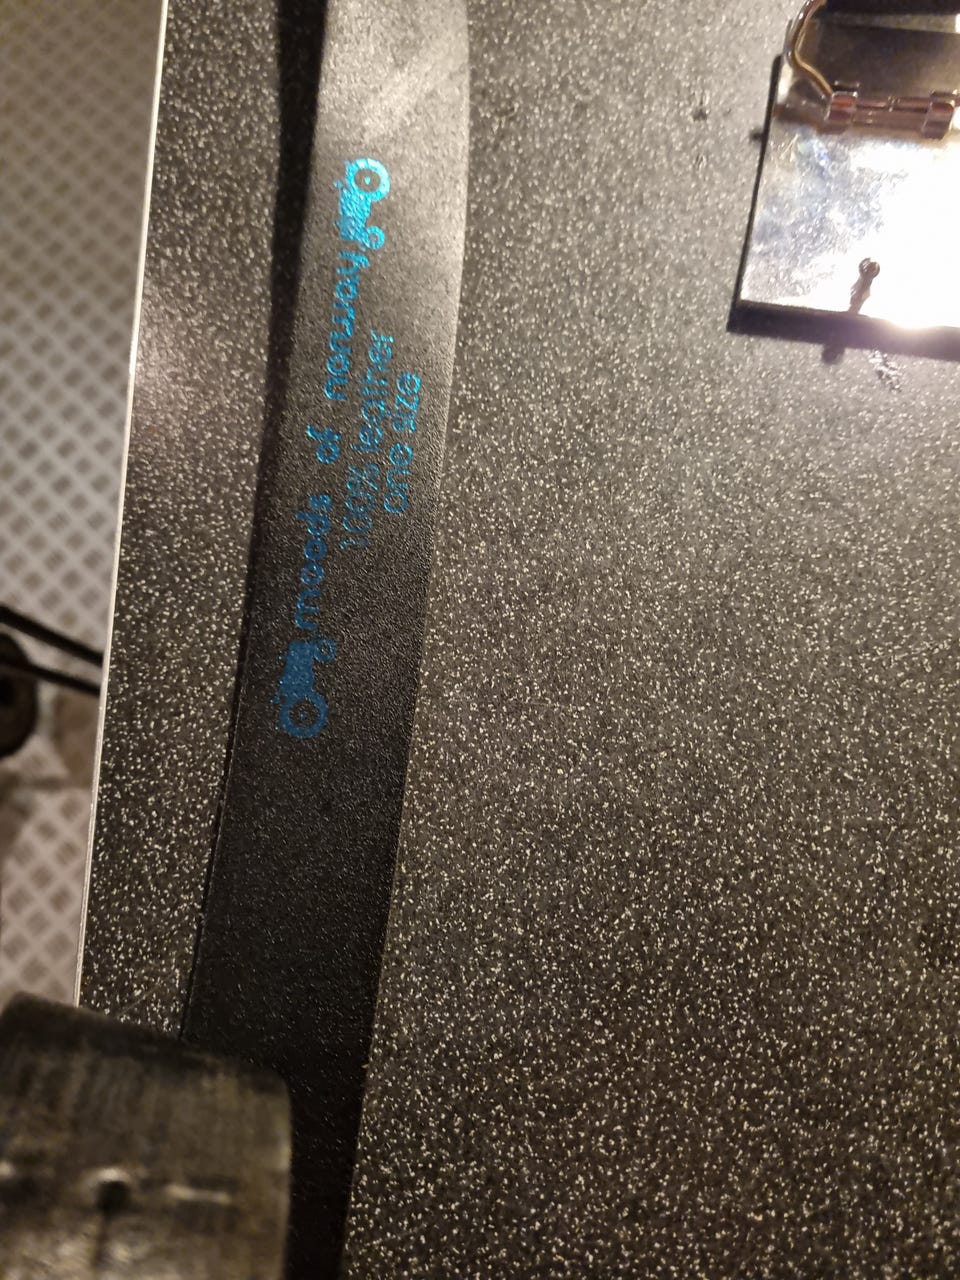 moods of norway
100% leather
one size